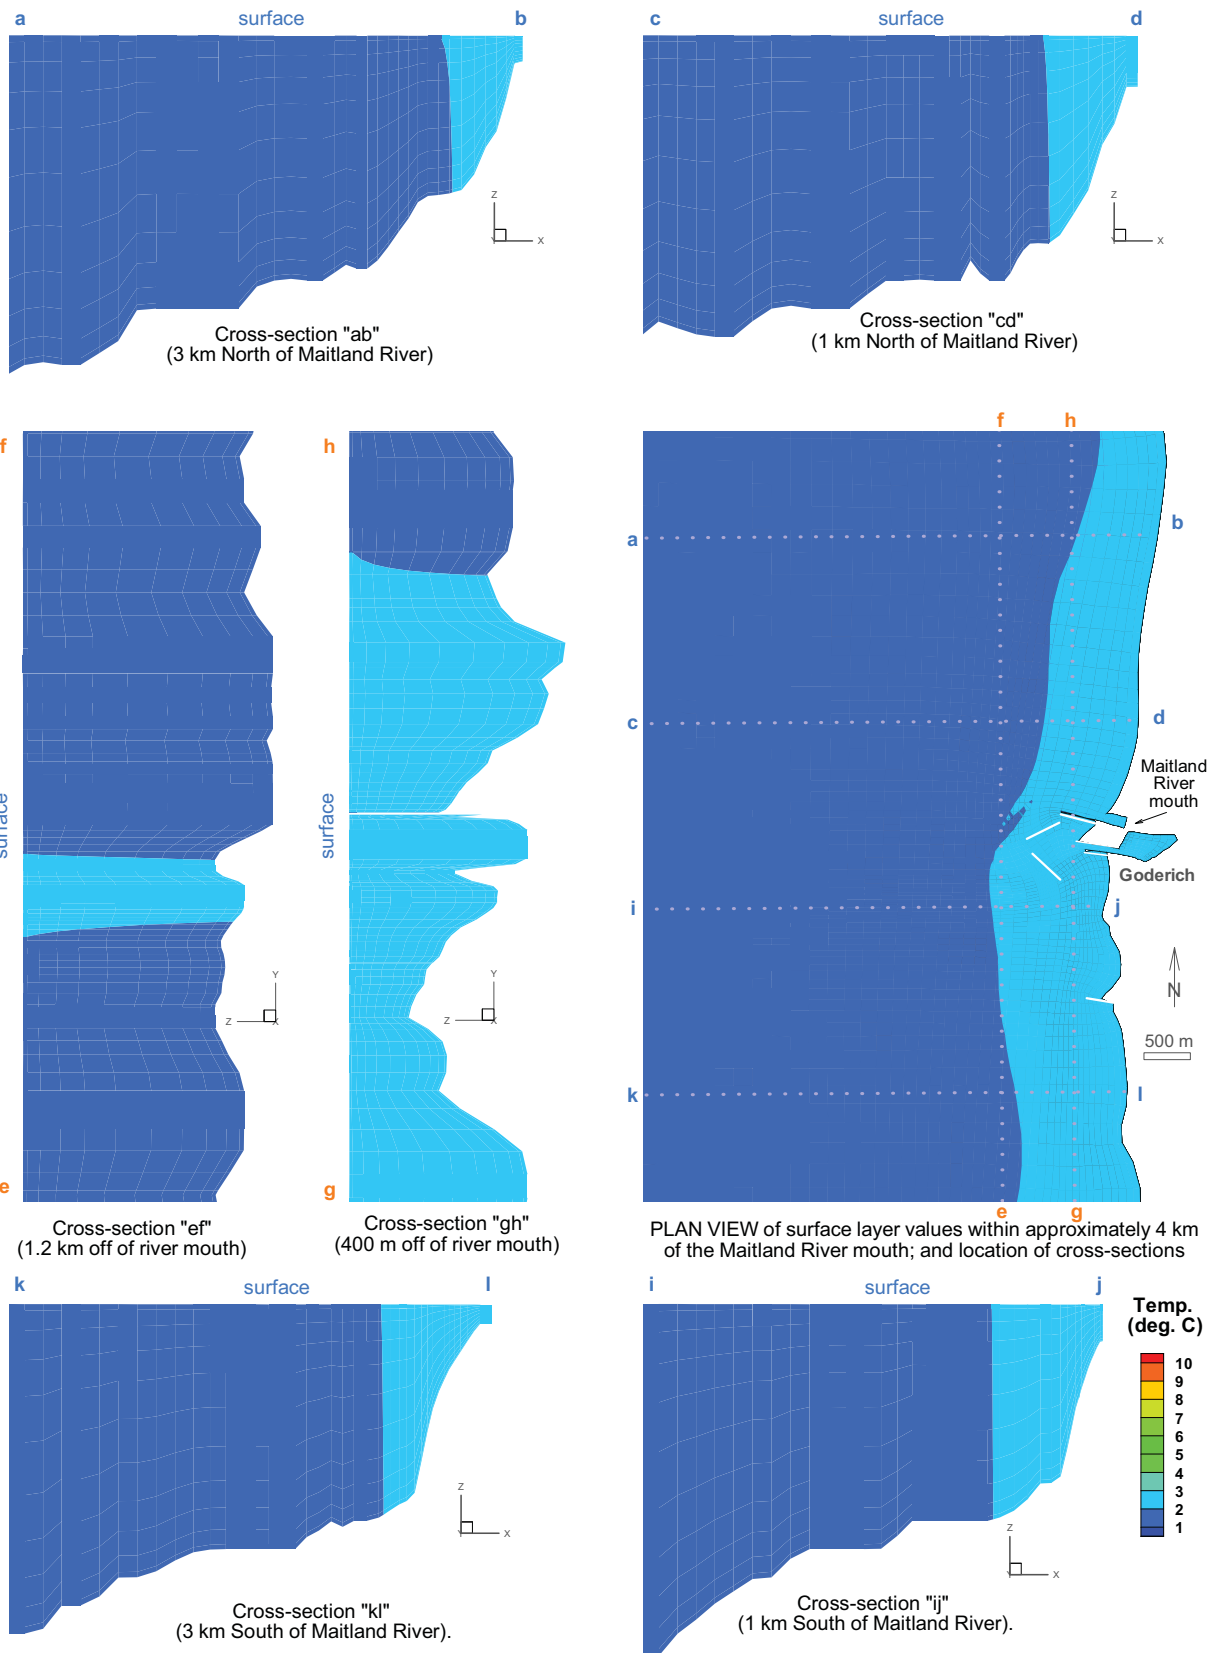 a surface b
c surface d
Z
X
Y
Z
X
Y
Cross-section "ab"
(3 km North of Maitland River)
Cross-section "cd"
(1 km North of Maitland River)
f
h
f h
a
b
c
d
Maitland
River
mouth
Goderich
surface
surface
i
j
N
500 m
Y
Z
X
Y
Z
X
k
l
e
g
e g
Cross-section "ef"
(1.2 km off of river mouth)
Cross-section "gh"
(400 m off of river mouth)
PLAN VIEW of surface layer values within approximately 4 km
of the Maitland River mouth; and location of cross-sections
k surface l
i surface j
Temp.
(deg. C)
10
9
8
7
6
5
4
3
2
1
Z
X
Y
Z
X
Y
Cross-section "kl"
(3 km South of Maitland River).
Cross-section "ij"
(1 km South of Maitland River).